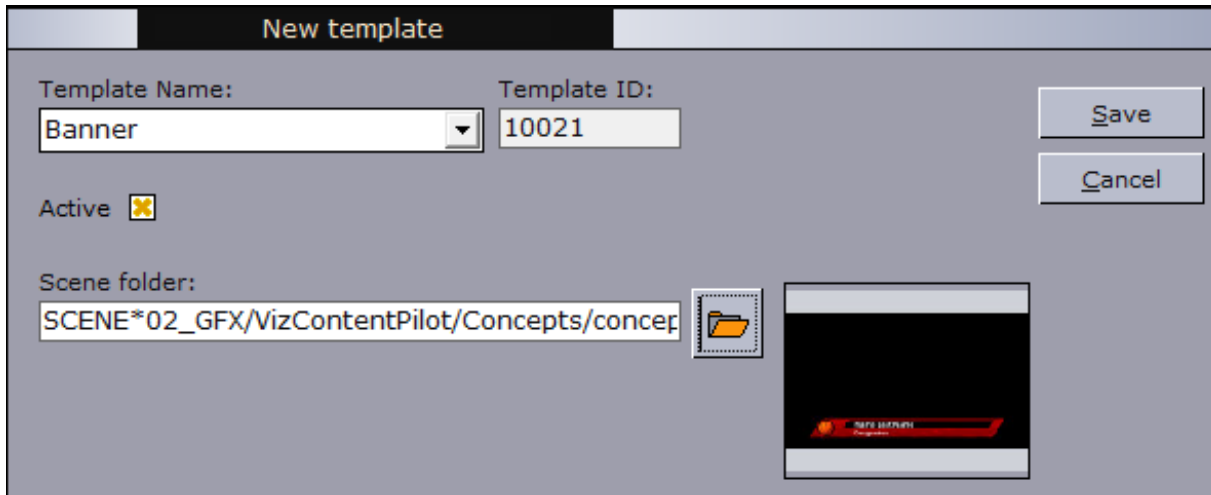 New template
Template Name:
Template ID:
Banner
10021
Save
Cancel
Active
Scene folder:
SCENE*02_GFX/VizContentPilot/Concepts/concep